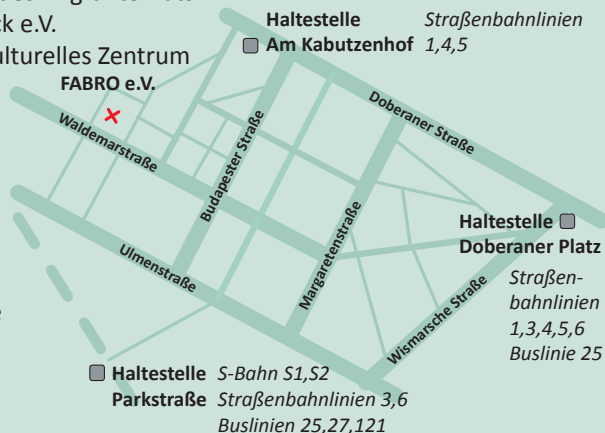 ck e.V.
ulturelles Zentrum
FABRO e.V.
Haltestelle Straßenbahnlinien
Am Kabutzenhof 1,4,5
Waldemarstraße
Budapester Straße
Doberaner Straße
Ulmenstraße
Margaretenstraße
Wismarsche Straße
Haltestelle
Doberaner Platz
Straßen-
bahnlinien
1,3,4,5,6
Buslinie 25
e
Haltestelle S-Bahn S1,S2
Parkstraße Straßenbahnlinien 3,6
Buslinien 25,27,121